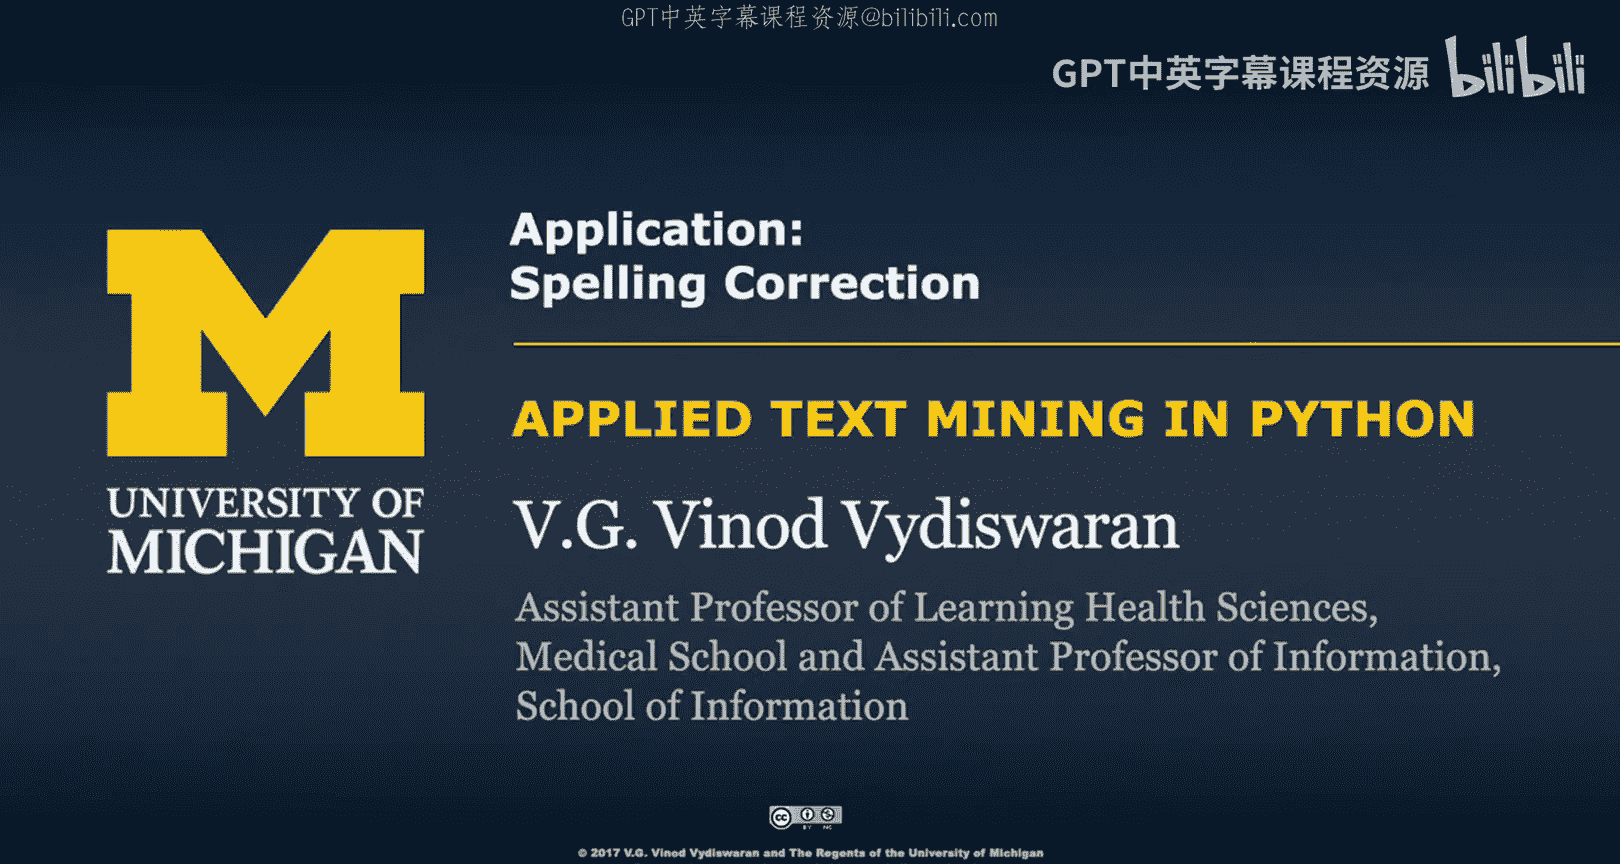 GPT中英字幕课程资源@bilibili.com
GPT中英字幕课程资源 bilibili
Application:
Spelling Correction
APPLIED TEXT MINING IN PYTHON
V.G. Vinod Vydiswaran
Assistant Professor of Learning Health Sciences,
Medical School and Assistant Professor of Information,
School of Information
M
UNIVERSITY OF
MICHIGAN
cc
BY NC
© 2017 V.G. Vinod Vydiswaran and The Regents of the University of Michigan